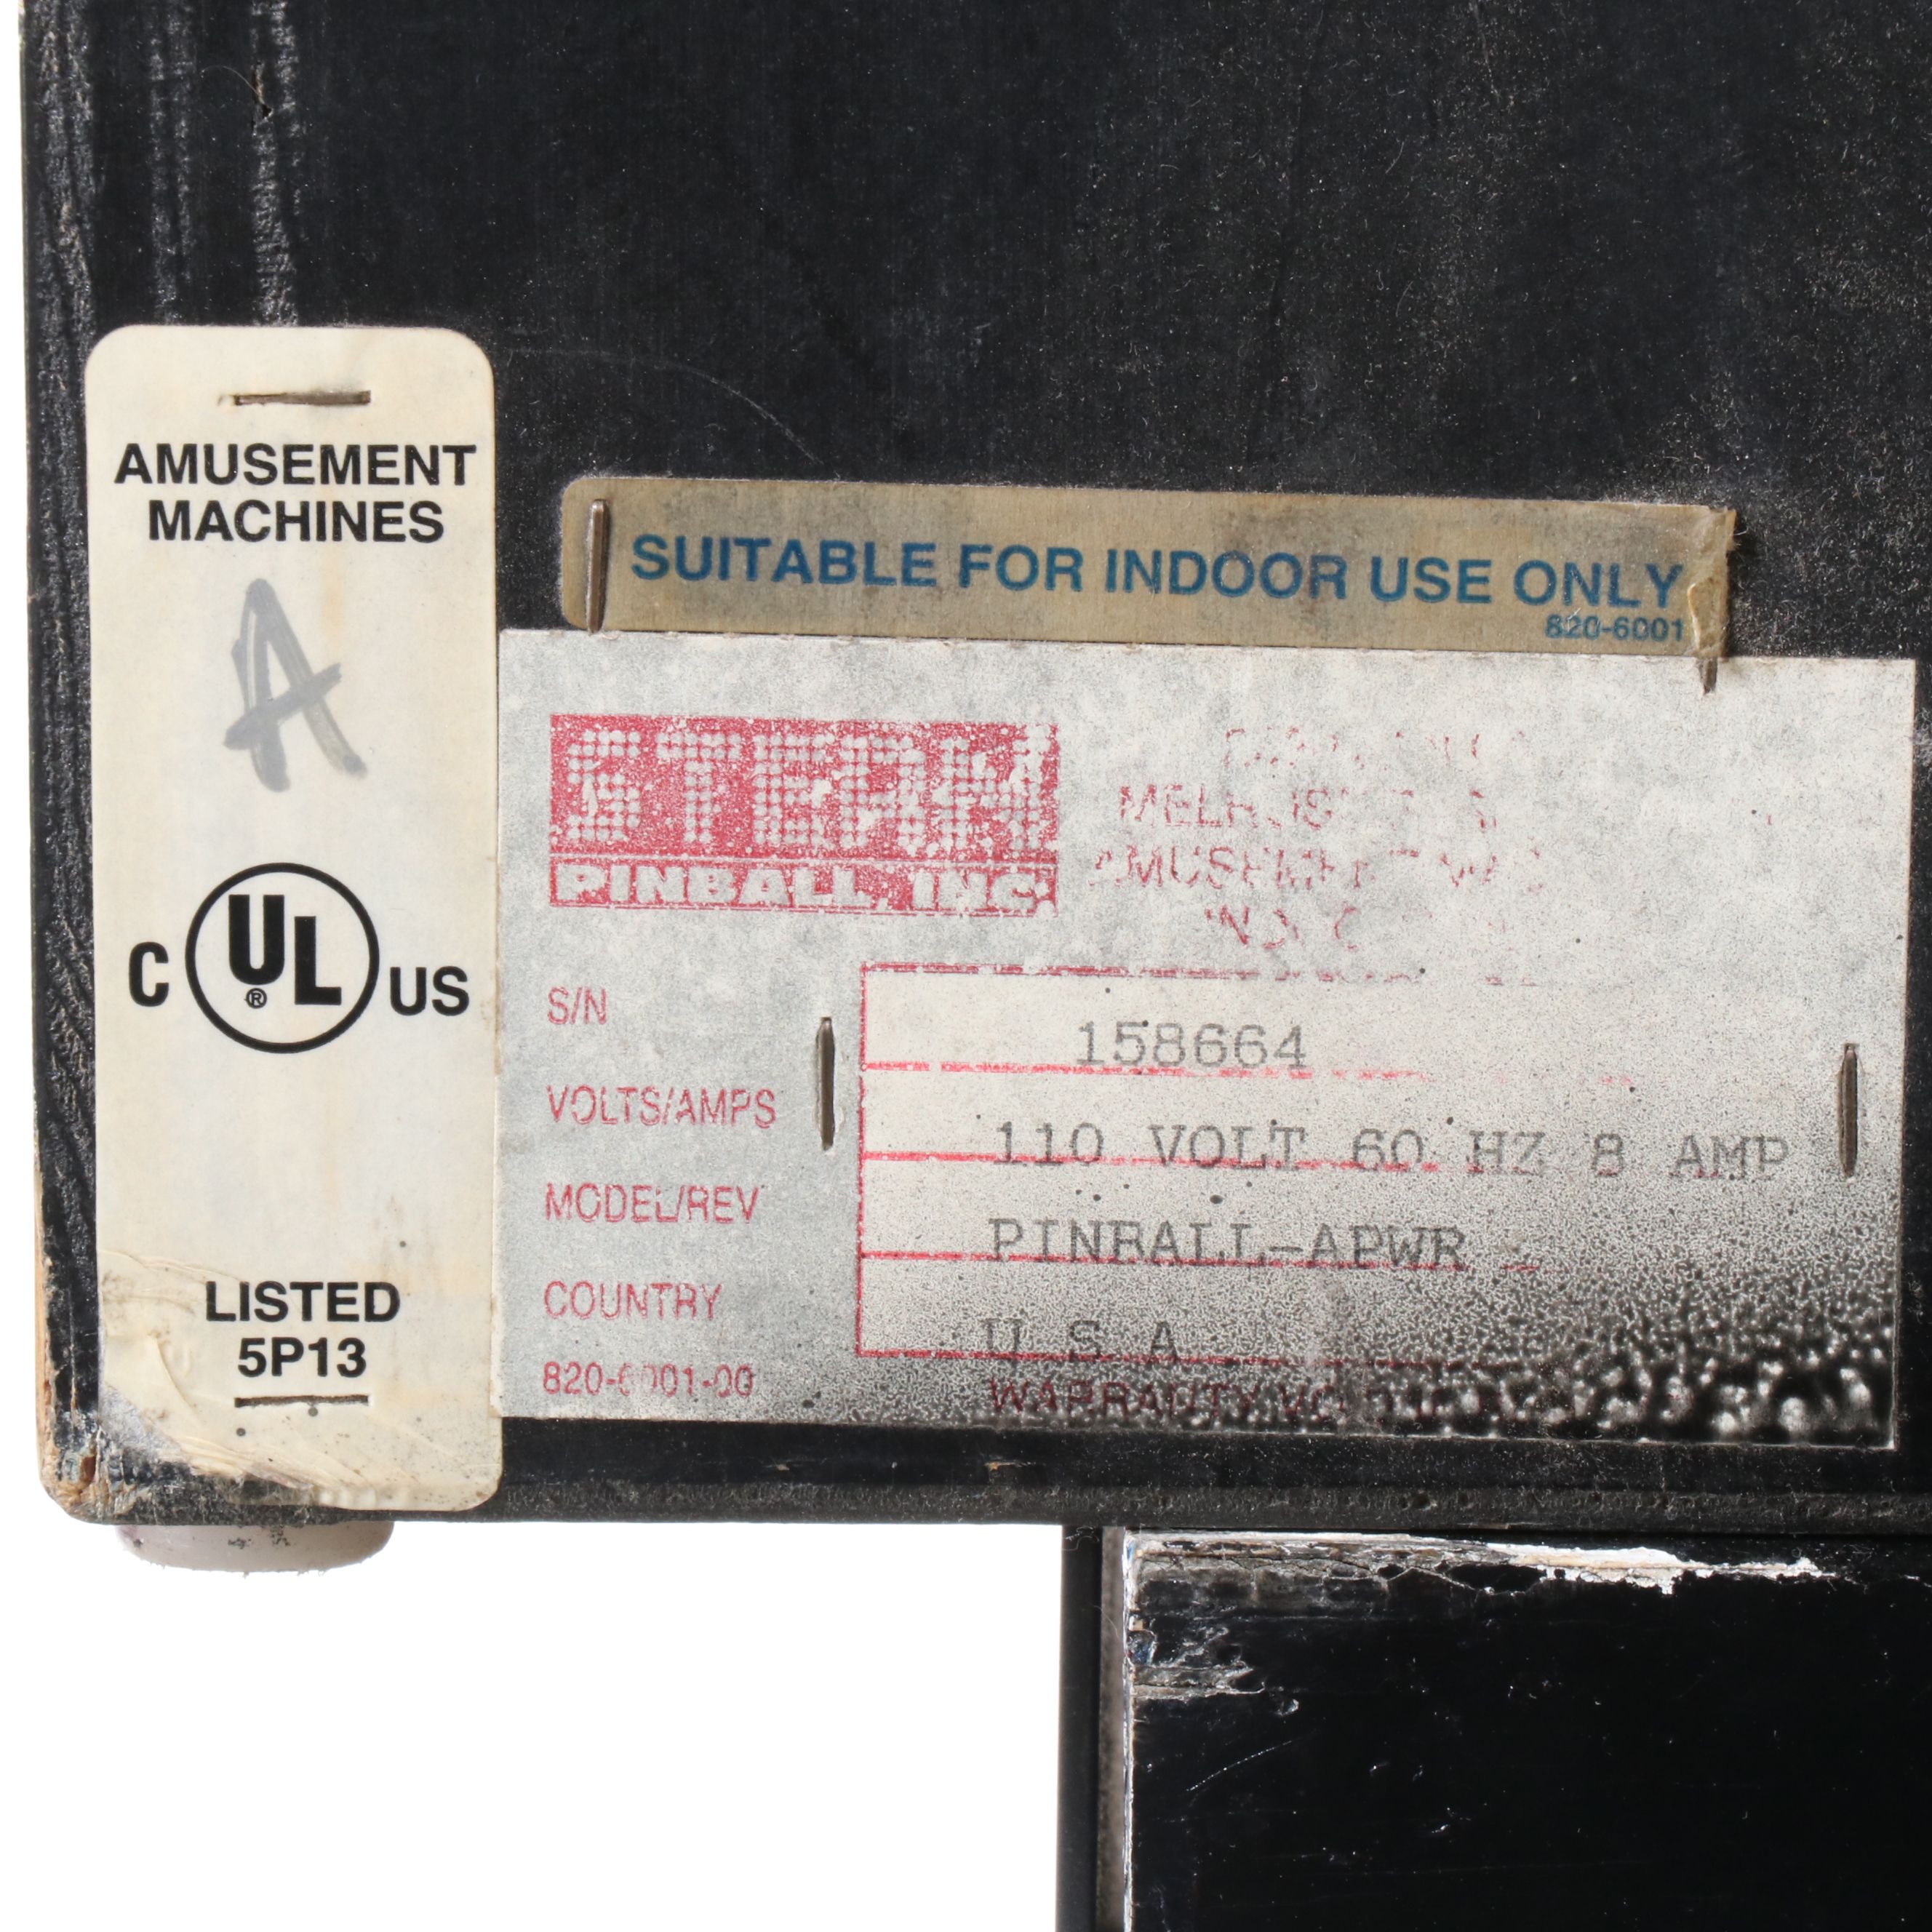 AMUSEMENT
MACHINES
A
C UL® US
LISTED
5P13
SUITABLE FOR INDOOR USE ONLY
820-6001
STERN
PINBALL, INC.
S/N 158664
VOLTS/AMPS 110 VOLT 60 HZ 8 AMP
MODEL/REV PINBALL-APWR
COUNTRY U S A
820-6001-00
WARRANTY